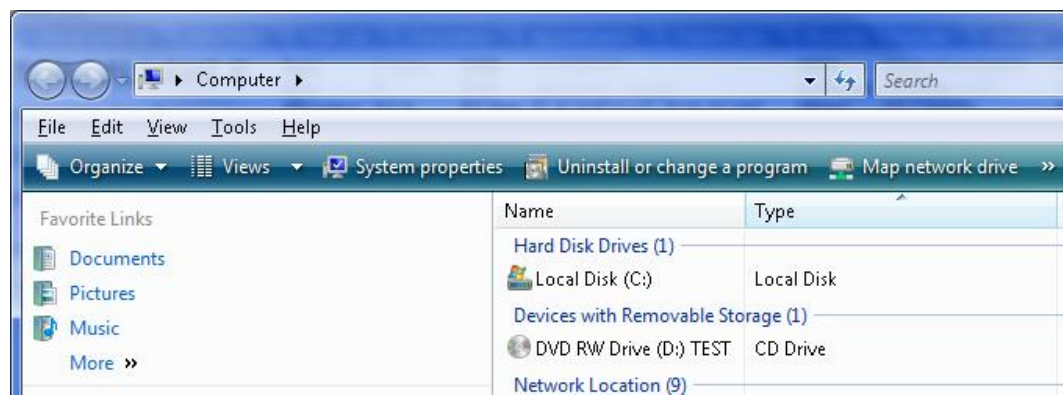 Computer
Search
File Edit View Tools Help
Organize Views System properties Uninstall or change a program Map network drive »
Favorite Links
Documents
Pictures
Music
More »
Name Type
Hard Disk Drives (1)
Local Disk (C:) Local Disk
Devices with Removable Storage (1)
DVD RW Drive (D:) TEST CD Drive
Network Location (9)